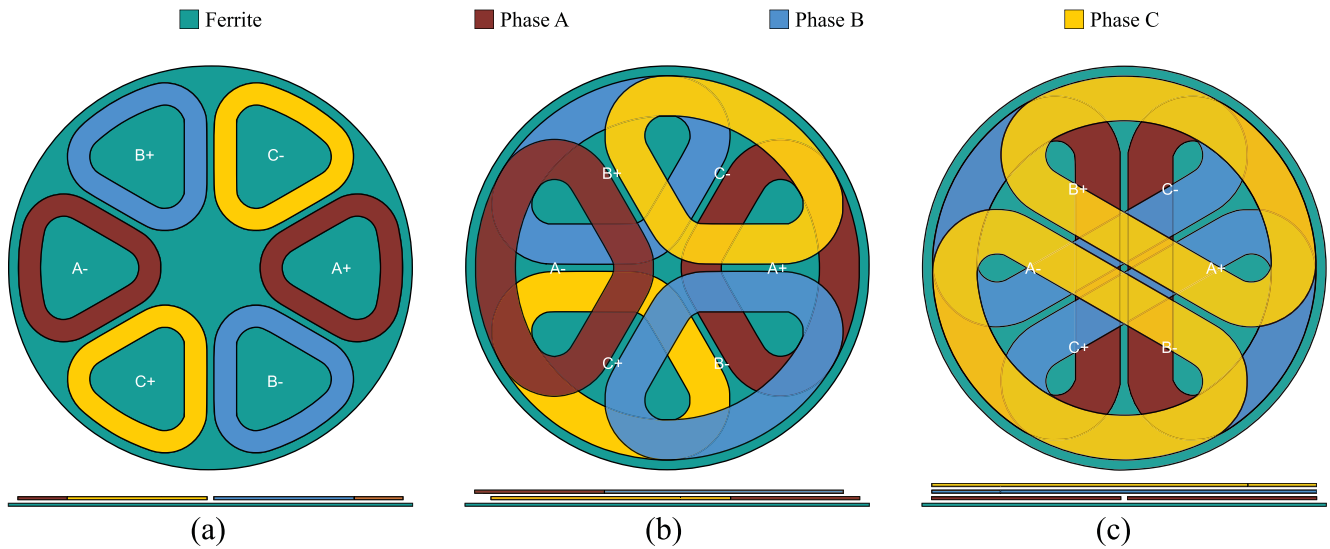 Ferrite Phase A Phase B Phase C
B+ C-
A- A+
C+ B-
B+ C-
A- A+
C+ B-
B+ C-
A- A+
C+ B-
(a) (b) (c)